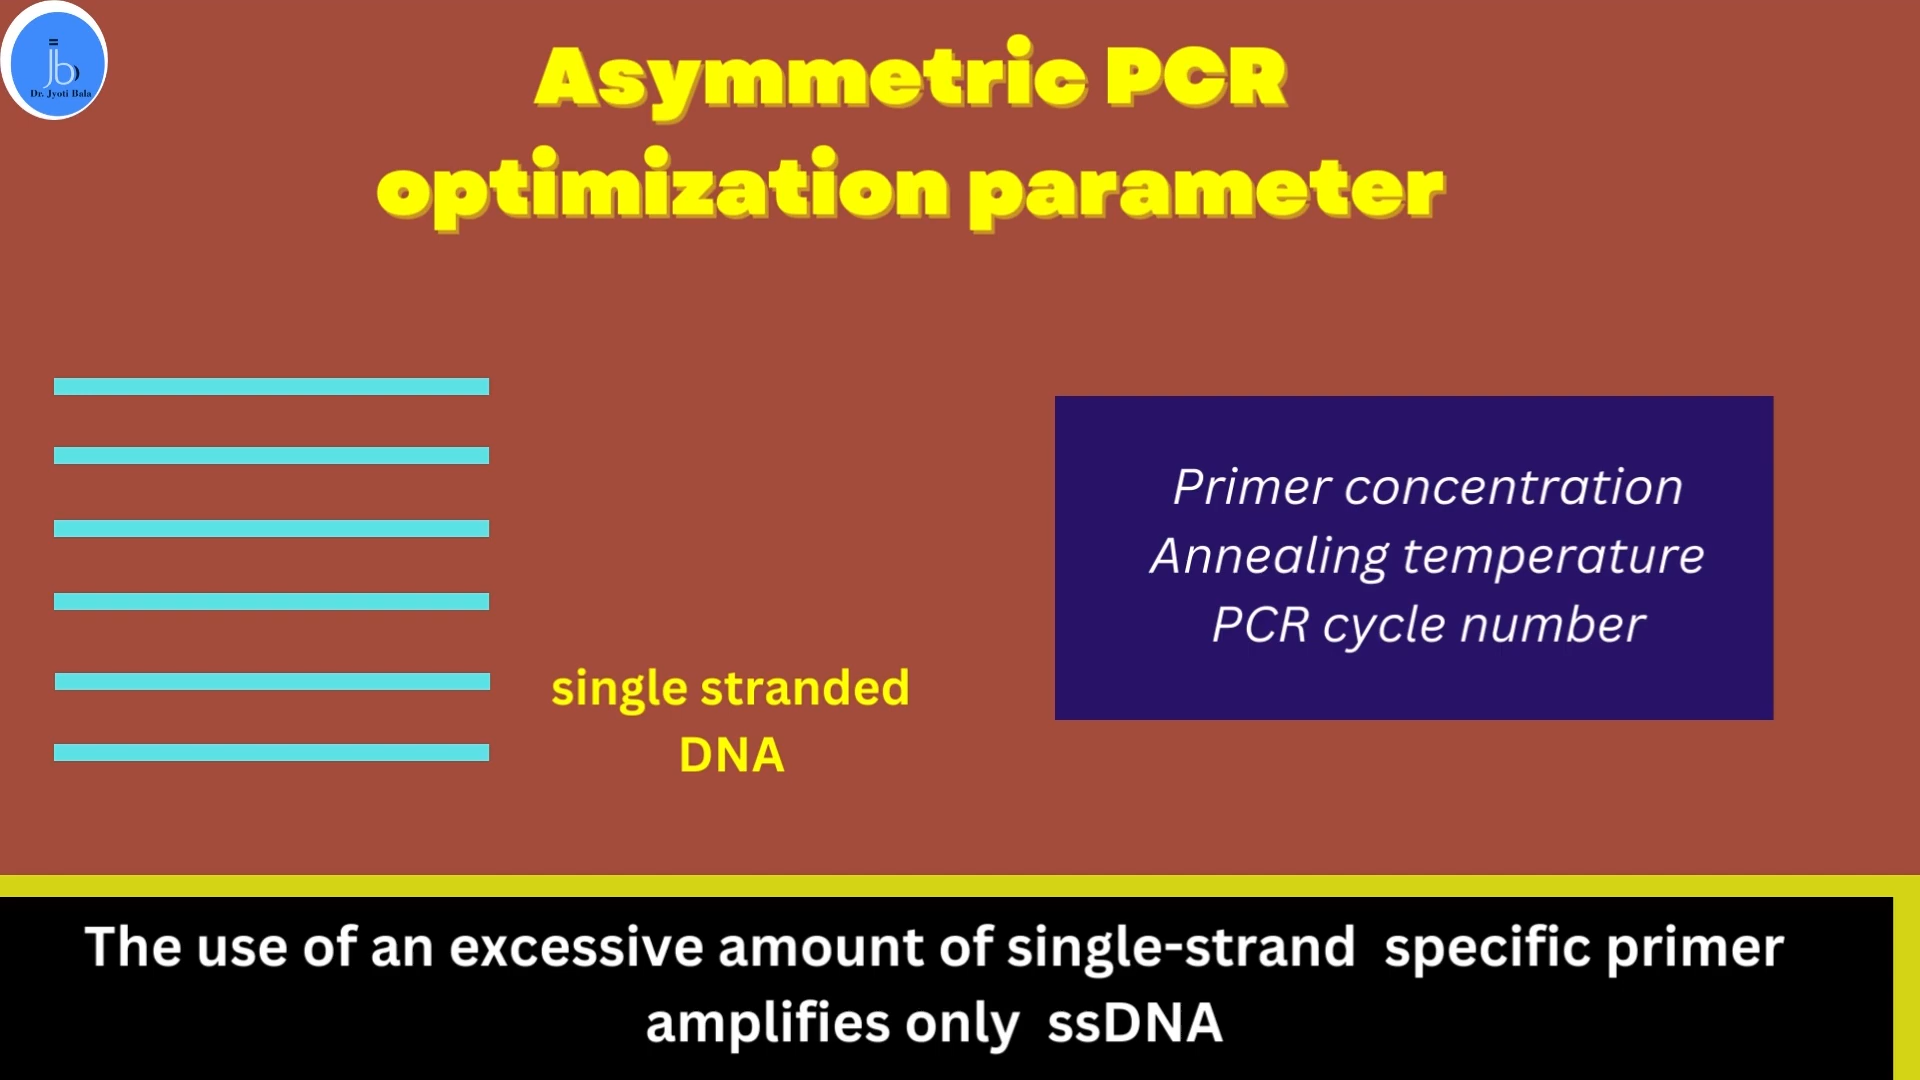 jb
Dr. Jyoti Bala
Asymmetric PCR
optimization parameter
Primer concentration
Annealing temperature
PCR cycle number
single stranded
DNA
The use of an excessive amount of single-strand specific primer
amplifies only ssDNA